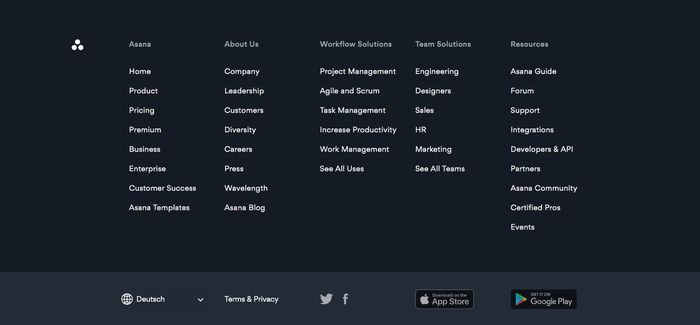 Asana
Home
Product
Pricing
Premium
Business
Enterprise
Customer Success
Asana Templates
About Us
Company
Leadership
Customers
Diversity
Careers
Press
Wavelength
Asana Blog
Workflow Solutions
Project Management
Agile and Scrum
Task Management
Increase Productivity
Work Management
See All Uses
Team Solutions
Engineering
Designers
Sales
HR
Marketing
See All Teams
Resources
Asana Guide
Forum
Support
Integrations
Developers & API
Partners
Asana Community
Certified Pros
Events
Deutsch
Terms & Privacy
Download on the
App Store
GET IT ON
Google Play